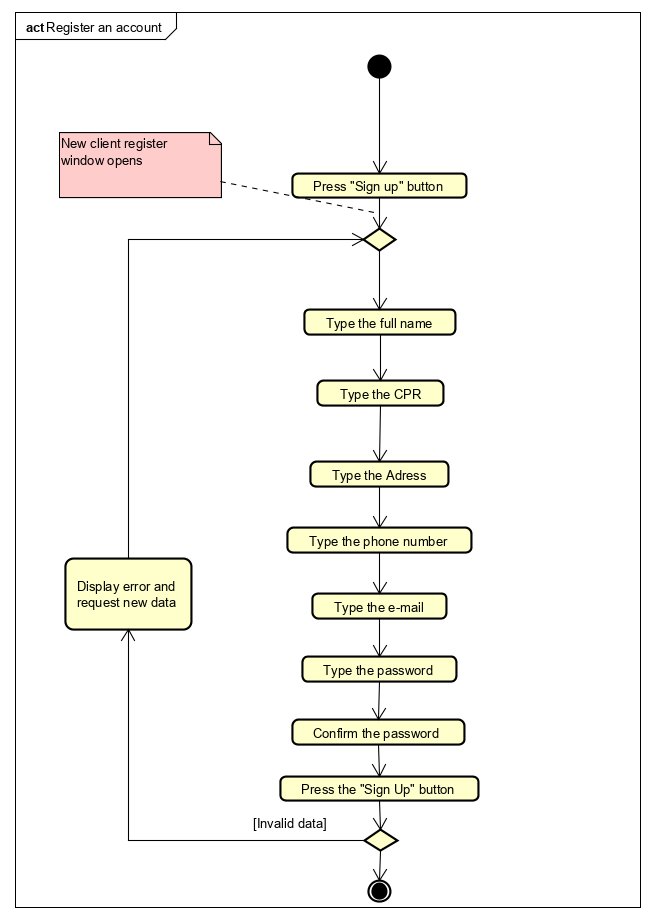 act Register an account
New client register
window opens
Press "Sign up" button
Type the full name
Type the CPR
Type the Adress
Type the phone number
Display error and
request new data
Type the e-mail
Type the password
Confirm the password
Press the "Sign Up" button
[Invalid data]